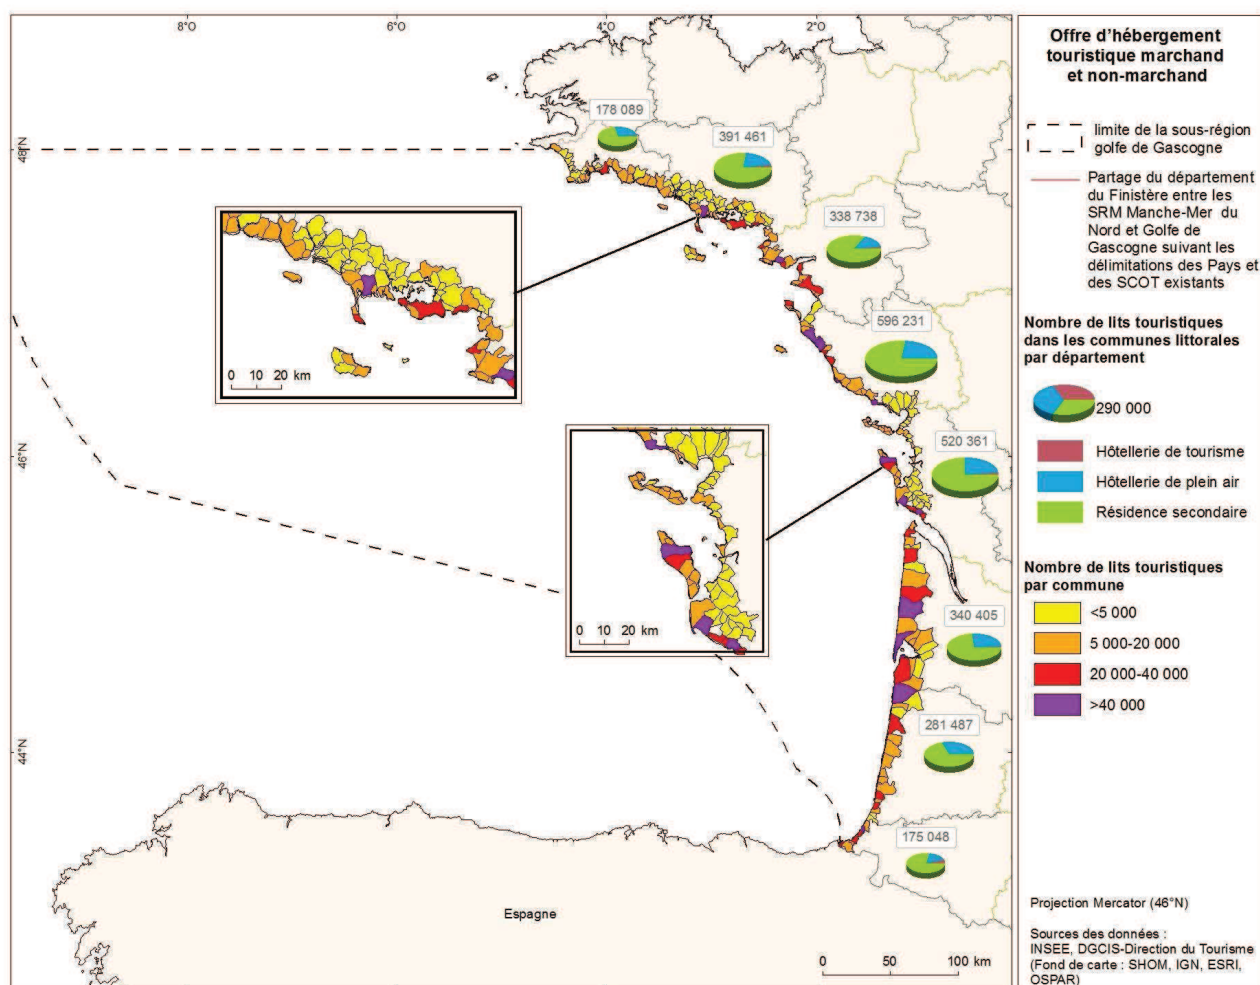 8°O
6°O
4°O
2°O
48°N
46°N
44°N
178 089
391 461
338 738
596 231
520 361
340 405
281 487
175 048
0 10 20 km
0 10 20 km
Espagne
0 50 100 km
Offre d'hébergement
touristique marchand
et non-marchand
limite de la sous-région
golfe de Gascogne
Partage du département
du Finistère entre les
SRM Manche-Mer du
Nord et Golfe de
Gascogne suivant les
délimitations des Pays et
des SCOT existants
Nombre de lits touristiques
dans les communes littorales
par département
290 000
Hôtellerie de tourisme
Hôtellerie de plein air
Résidence secondaire
Nombre de lits touristiques
par commune
<5 000
5 000-20 000
20 000-40 000
>40 000
Projection Mercator (46°N)
Sources des données :
INSEE, DGCIS-Direction du Tourisme
(Fond de carte : SHOM, IGN, ESRI,
OSPAR)